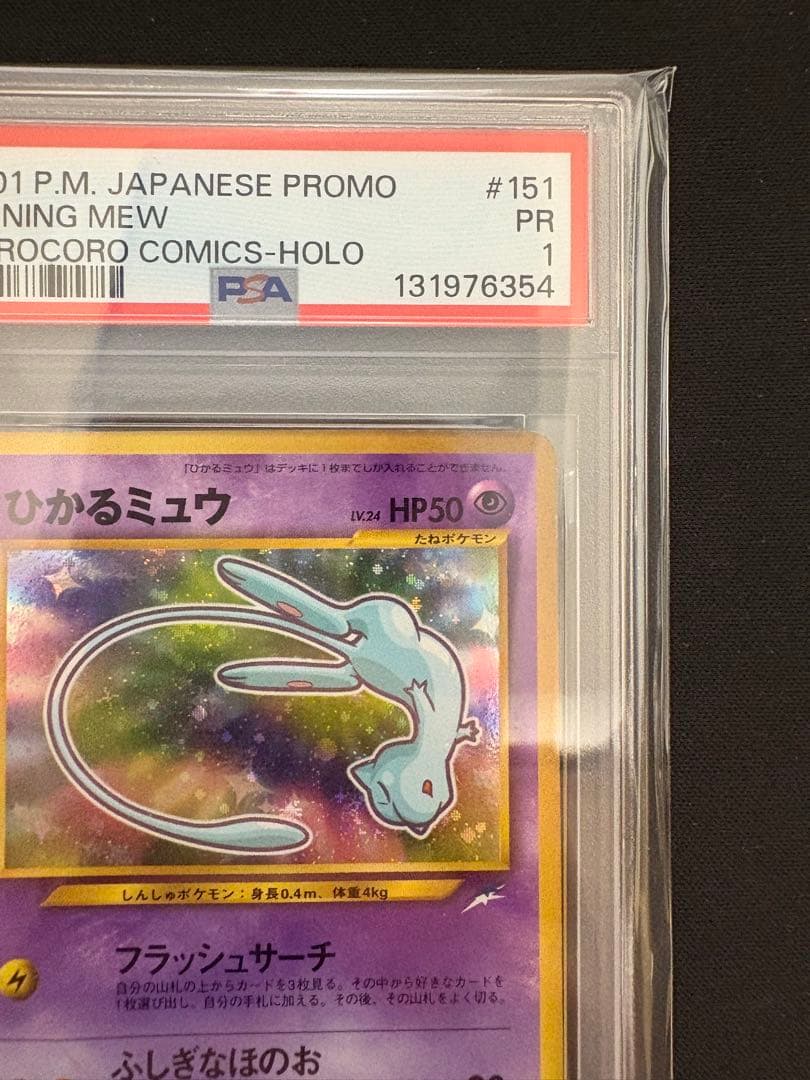 01 P.M. JAPANESE PROMO #151
NING MEW PR
ROCORO COMICS-HOLO 1
PSA 131976354
「ひかるミュウ」はデッキに1枚までしか入れることができません。
ひかるミュウ LV.24 HP50
たねポケモン
しんしゅポケモン：身長0.4m、体重4kg
フラッシュサーチ
自分の山札の上からカードを3枚見る。その中から好きなカードを
1枚選び出し、自分の手札に加える。その後、その山札をよく切る。
ふしぎなほのお